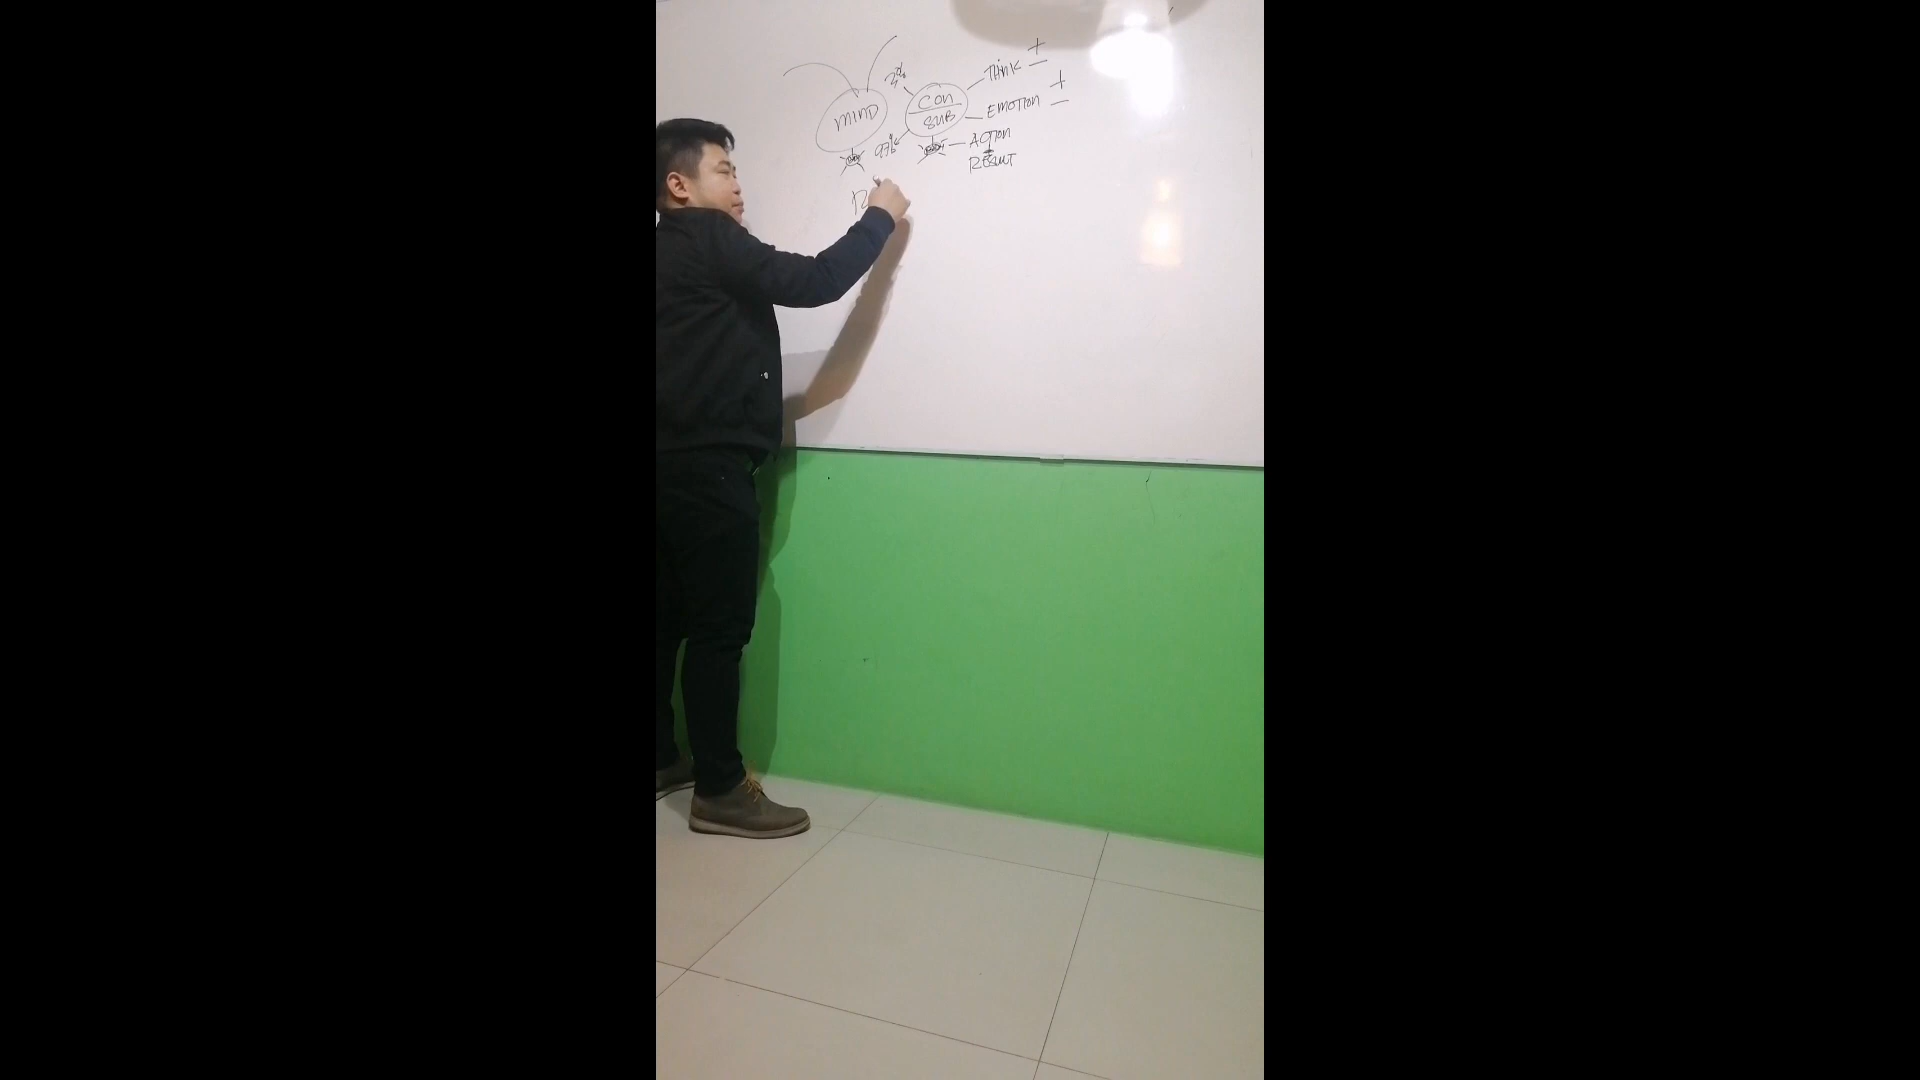 MIND
CON
SUB
THINK + -
EMOTION + -
ACTION
RESULT
97%